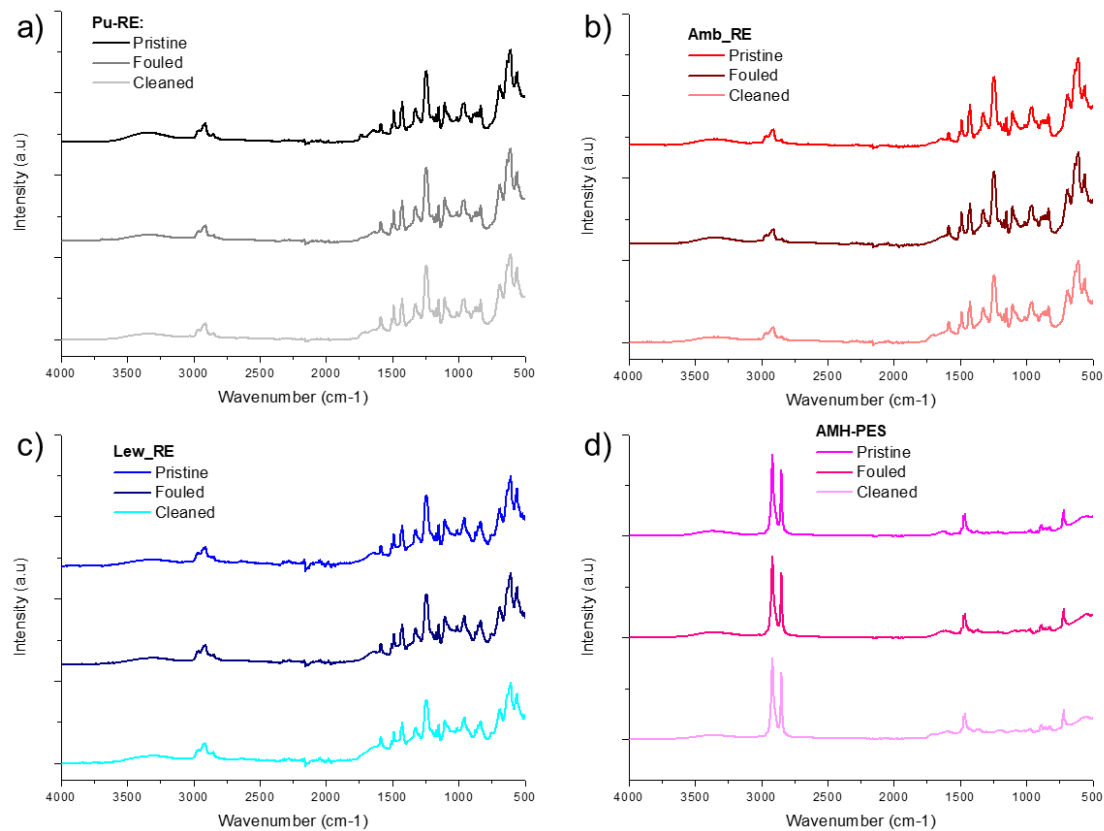 a)
Pu-RE:
Pristine
Fouled
Cleaned
Intensity (a.u)
4000 3500 3000 2500 2000 1500 1000 500
Wavenumber (cm-1)
b)
Amb_RE
Pristine
Fouled
Cleaned
Intensity (a.u)
4000 3500 3000 2500 2000 1500 1000 500
Wavenumber (cm-1)
c)
Lew_RE
Pristine
Fouled
Cleaned
Intensity (a.u)
4000 3500 3000 2500 2000 1500 1000 500
Wavenumber (cm-1)
d)
AMH-PES
Pristine
Fouled
Cleaned
Intensity (a.u)
4000 3500 3000 2500 2000 1500 1000 500
Wavenumber (cm-1)